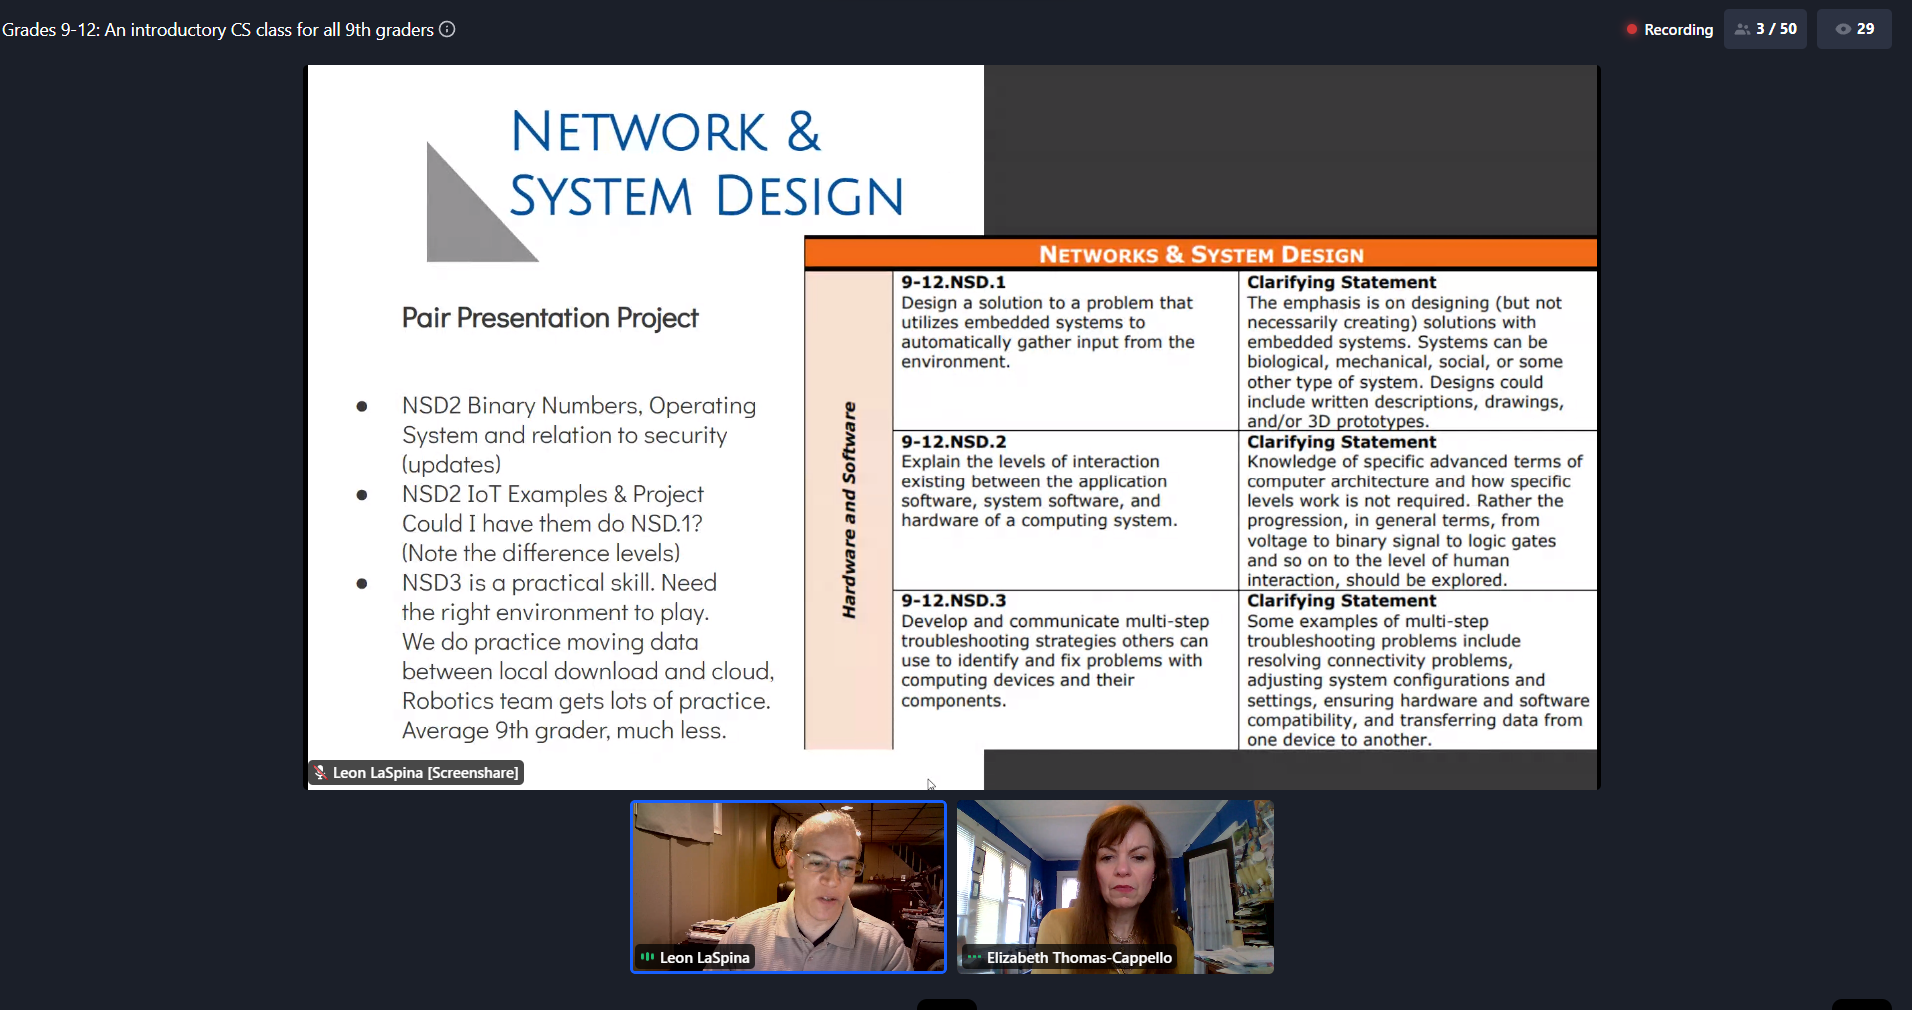 Grades 9-12: An introductory CS class for all 9th graders
Recording
3 / 50
29
NETWORK &
SYSTEM DESIGN
Pair Presentation Project
● NSD2 Binary Numbers, Operating
System and relation to security
(updates)
● NSD2 IoT Examples & Project
Could I have them do NSD.1?
(Note the difference levels)
● NSD3 is a practical skill. Need
the right environment to play.
We do practice moving data
between local download and cloud,
Robotics team gets lots of practice.
Average 9th grader, much less.
NETWORKS & SYSTEM DESIGN
Hardware and Software
9-12.NSD.1
Design a solution to a problem that
utilizes embedded systems to
automatically gather input from the
environment.
Clarifying Statement
The emphasis is on designing (but not
necessarily creating) solutions with
embedded systems. Systems can be
biological, mechanical, social, or some
other type of system. Designs could
include written descriptions, drawings,
and/or 3D prototypes.
9-12.NSD.2
Explain the levels of interaction
existing between the application
software, system software, and
hardware of a computing system.
Clarifying Statement
Knowledge of specific advanced terms of
computer architecture and how specific
levels work is not required. Rather the
progression, in general terms, from
voltage to binary signal to logic gates
and so on to the level of human
interaction, should be explored.
9-12.NSD.3
Develop and communicate multi-step
troubleshooting strategies others can
use to identify and fix problems with
computing devices and their
components.
Clarifying Statement
Some examples of multi-step
troubleshooting problems include
resolving connectivity problems,
adjusting system configurations and
settings, ensuring hardware and software
compatibility, and transferring data from
one device to another.
Leon LaSpina [Screenshare]
Leon LaSpina
Elizabeth Thomas-Cappello